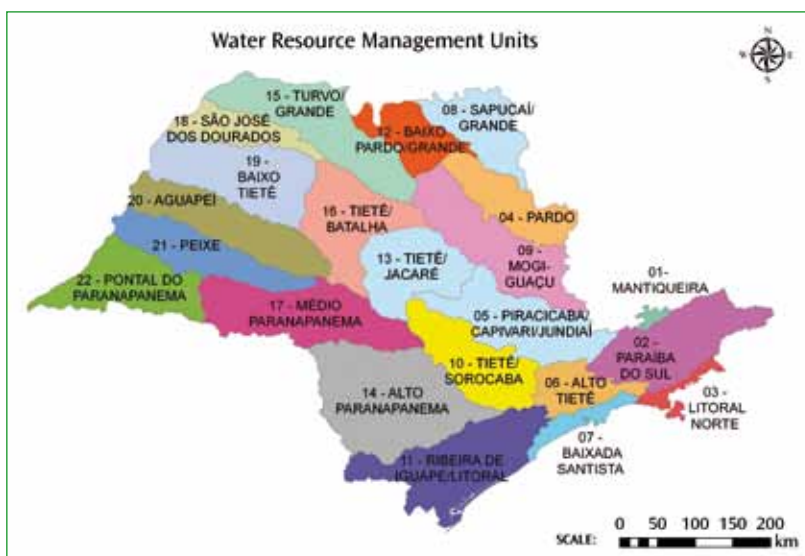 Water Resource Management Units
N
W
E
S
15 - TURVO/
GRANDE
08 - SAPUCAÍ/
GRANDE
18 - SÃO JOSÉ
DOS DOURADOS
12 - BAIXO
PARDO/GRANDE
19 -
BAIXO
TIETÊ
20 - AGUAPEÍ
16 - TIETÊ/
BATALHA
04 - PARDO
21 - PEIXE
13 - TIETÊ/
JACARÉ
09 -
MOGI-
GUAÇU
01 -
MANTIQUEIRA
22 - PONTAL DO
PARANAPANEMA
17 - MÉDIO
PARANAPANEMA
05 - PIRACICABA/
CAPIVARI/JUNDIAÍ
02 -
PARAÍBA
DO SUL
10 - TIETÊ/
SOROCABA
06 - ALTO
TIETÊ
14 - ALTO
PARANAPANEMA
03 -
LITORAL
NORTE
07 -
BAIXADA
SANTISTA
11 - RIBEIRA DE
IGUAPE/LITORAL
SCALE:
0 50 100 150 200
km